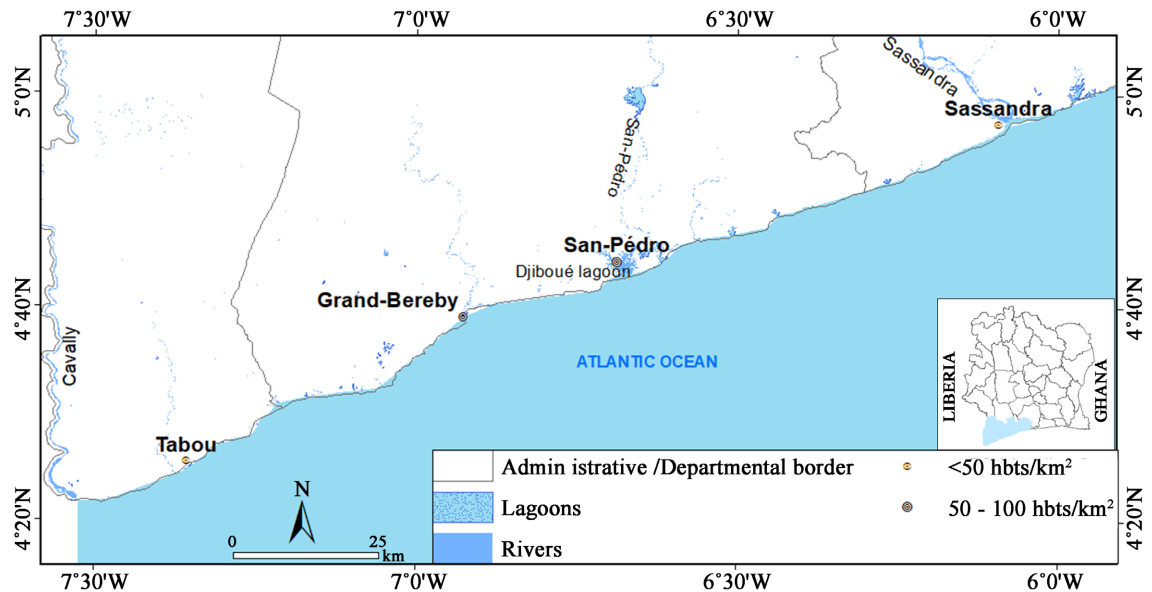 7°30'W 7°0'W 6°30'W 6°0'W
5°0'N
5°0'N
Sassandra
Sassandra
San-Pédro
San-Pédro
Djiboué lagoon
Grand-Bereby
4°40'N
4°40'N
Cavally
ATLANTIC OCEAN
LIBERIA
GHANA
Tabou
Admin istrative /Departmental border
<50 hbts/km²
Lagoons
50 - 100 hbts/km²
Rivers
N
0 25
km
4°20'N
4°20'N
7°30'W 7°0'W 6°30'W 6°0'W